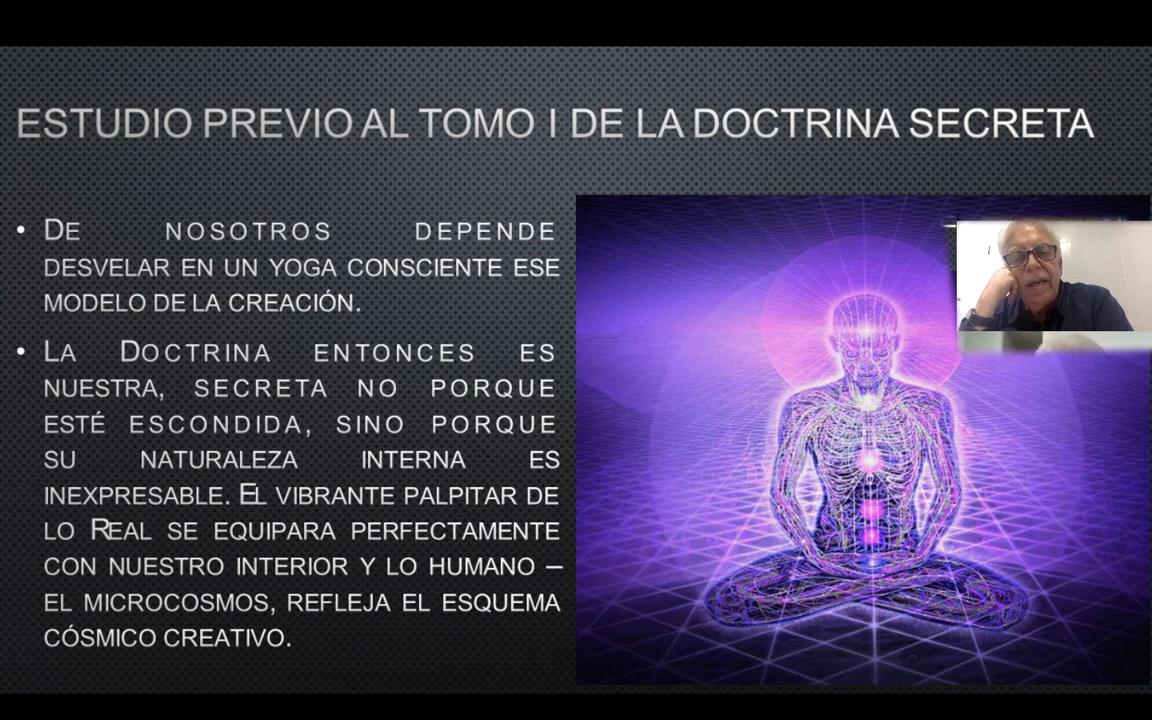 ESTUDIO PREVIO AL TOMO I DE LA DOCTRINA SECRETA
• DE NOSOTROS DEPENDE
DESVELAR EN UN YOGA CONSCIENTE ESE
MODELO DE LA CREACIÓN.
• LA DOCTRINA ENTONCES ES
NUESTRA, SECRETA NO PORQUE
ESTÉ ESCONDIDA, SINO PORQUE
SU NATURALEZA INTERNA ES
INEXPRESABLE. EL VIBRANTE PALPITAR DE
LO REAL SE EQUIPARA PERFECTAMENTE
CON NUESTRO INTERIOR Y LO HUMANO –
EL MICROCOSMOS, REFLEJA EL ESQUEMA
CÓSMICO CREATIVO.